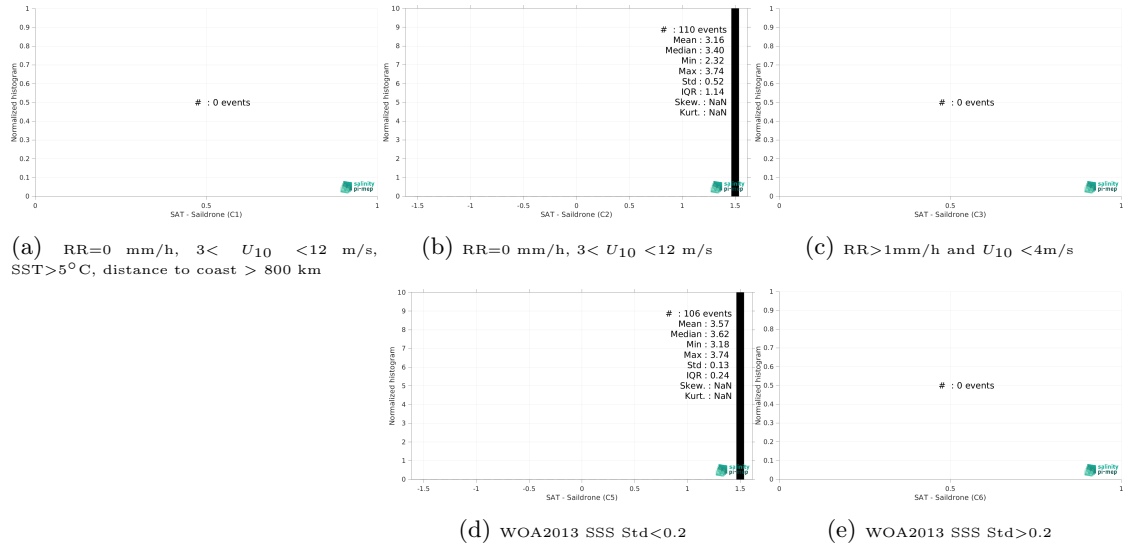 1
0.9
0.8
0.7
0.6
0.5
0.4
0.3
0.2
0.1
0
Normalized histogram
# : 0 events
salinity
pi-mep
0 0.5 1
SAT - Saildrone (C1)
(a) RR=0 mm/h, 3< U10 <12 m/s,
SST>5°C, distance to coast > 800 km
10
9
8
7
6
5
4
3
2
1
0
Normalized histogram
# : 110 events
Mean : 3.16
Median : 3.40
Min : 2.32
Max : 3.74
Std : 0.52
IQR : 1.14
Skew. : NaN
Kurt. : NaN
salinity
pi-mep
-1.5 -1 -0.5 0 0.5 1 1.5
SAT - Saildrone (C2)
(b) RR=0 mm/h, 3< U10 <12 m/s
1
0.9
0.8
0.7
0.6
0.5
0.4
0.3
0.2
0.1
0
Normalized histogram
# : 0 events
salinity
pi-mep
0 0.5 1
SAT - Saildrone (C3)
(c) RR>1mm/h and U10 <4m/s
10
9
8
7
6
5
4
3
2
1
0
Normalized histogram
# : 106 events
Mean : 3.57
Median : 3.62
Min : 3.18
Max : 3.74
Std : 0.13
IQR : 0.24
Skew. : NaN
Kurt. : NaN
salinity
pi-mep
-1.5 -1 -0.5 0 0.5 1 1.5
SAT - Saildrone (C5)
(d) WOA2013 SSS Std<0.2
1
0.9
0.8
0.7
0.6
0.5
0.4
0.3
0.2
0.1
0
Normalized histogram
# : 0 events
salinity
pi-mep
0 0.5 1
SAT - Saildrone (C6)
(e) WOA2013 SSS Std>0.2